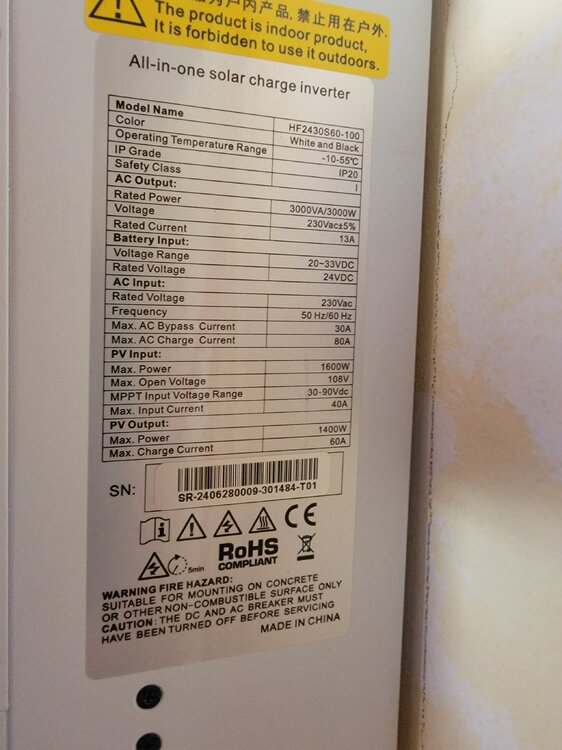 为户内产品, 禁止用在户外.
The product is indoor product,
It is forbidden to use it outdoors.
All-in-one solar charge inverter
Model Name HF2430S60-100
Color White and Black
Operating Temperature Range -10-55℃
IP Grade IP20
Safety Class I
AC Output:
Rated Power 3000VA/3000W
Voltage 230Vac±5%
Rated Current 13A
Battery Input:
Voltage Range 20~33VDC
Rated Voltage 24VDC
AC Input:
Rated Voltage 230Vac
Frequency 50 Hz/60 Hz
Max. AC Bypass Current 30A
Max. AC Charge Current 80A
PV Input:
Max. Power 1600W
Max. Open Voltage 108V
MPPT Input Voltage Range 30-90Vdc
Max. Input Current 40A
PV Output:
Max. Power 1400W
Max. Charge Current 60A
SN: SR-2406280009-301484-T01
CE
5min RoHS
COMPLIANT
WARNING FIRE HAZARD:
SUITABLE FOR MOUNTING ON CONCRETE
OR OTHER NON-COMBUSTIBLE SURFACE ONLY
CAUTION: THE DC AND AC BREAKER MUST
HAVE BEEN TURNED OFF BEFORE SERVICING
MADE IN CHINA